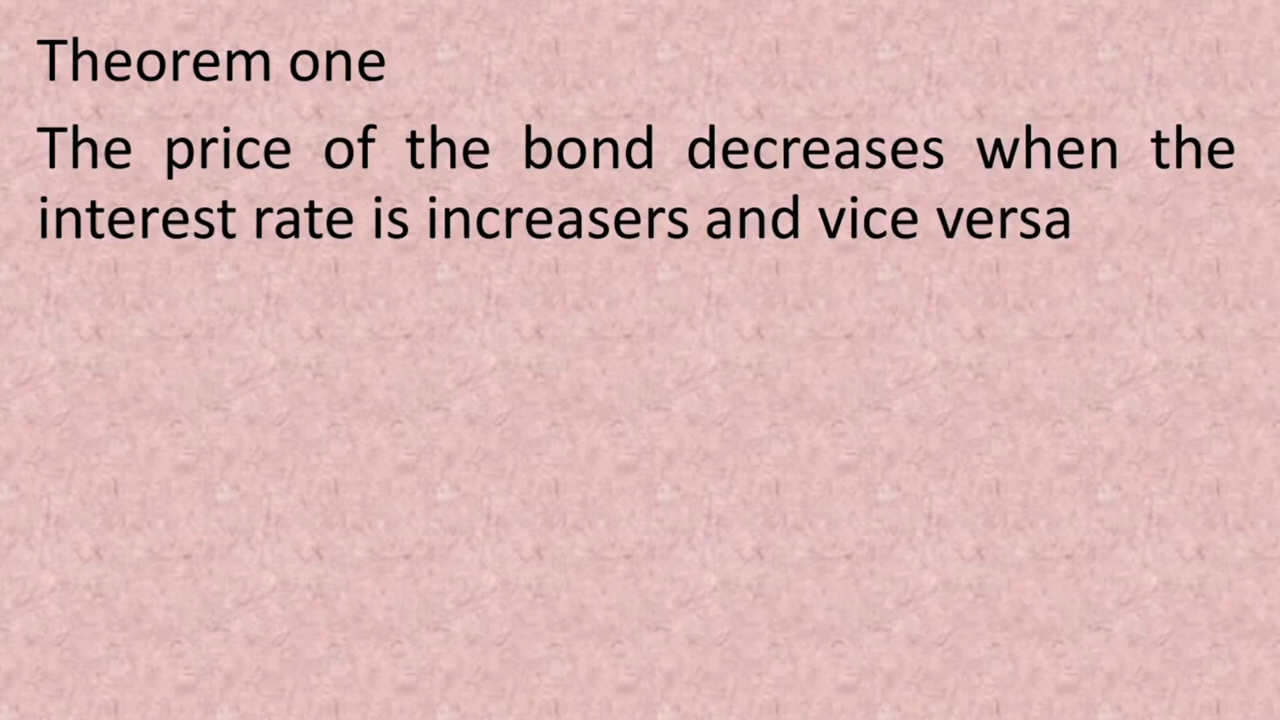 Theorem one
The price of the bond decreases when the
interest rate is increasers and vice versa